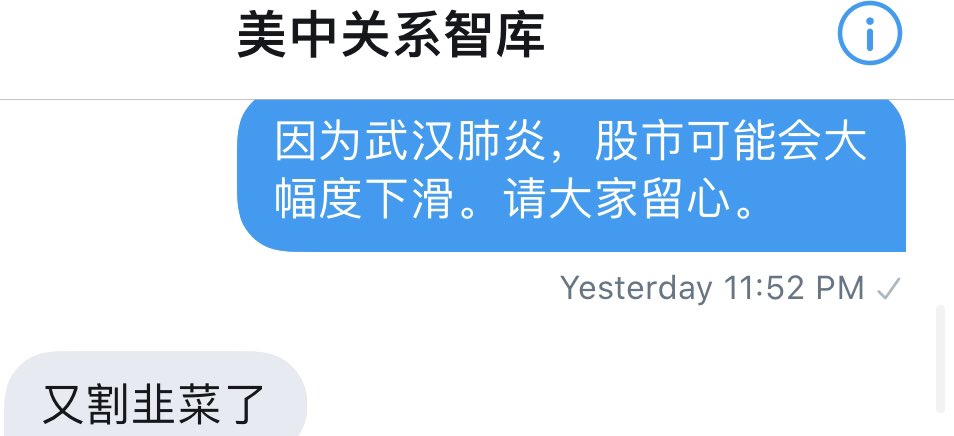 美中关系智库
因为武汉肺炎，股市可能会大
幅度下滑。请大家留心。
Yesterday 11:52 PM
又割韭菜了